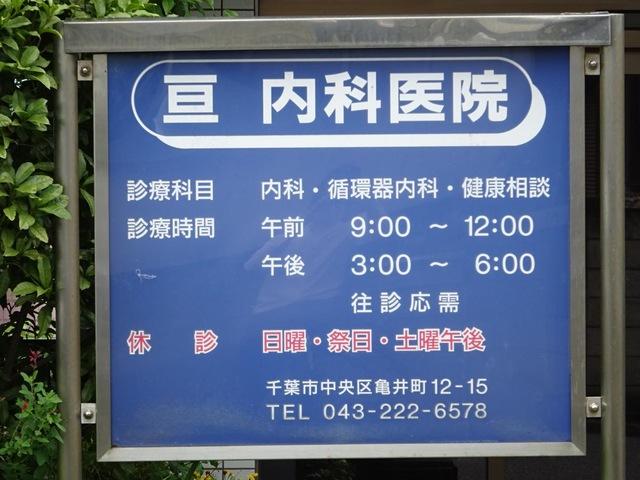 亘 内科医院
診療科目 内科・循環器内科・健康相談
診療時間 午前 9:00 ～ 12:00
午後 3:00 ～ 6:00
往診応需
休診 日曜・祭日・土曜午後
千葉市中央区亀井町12-15
TEL 043-222-6578